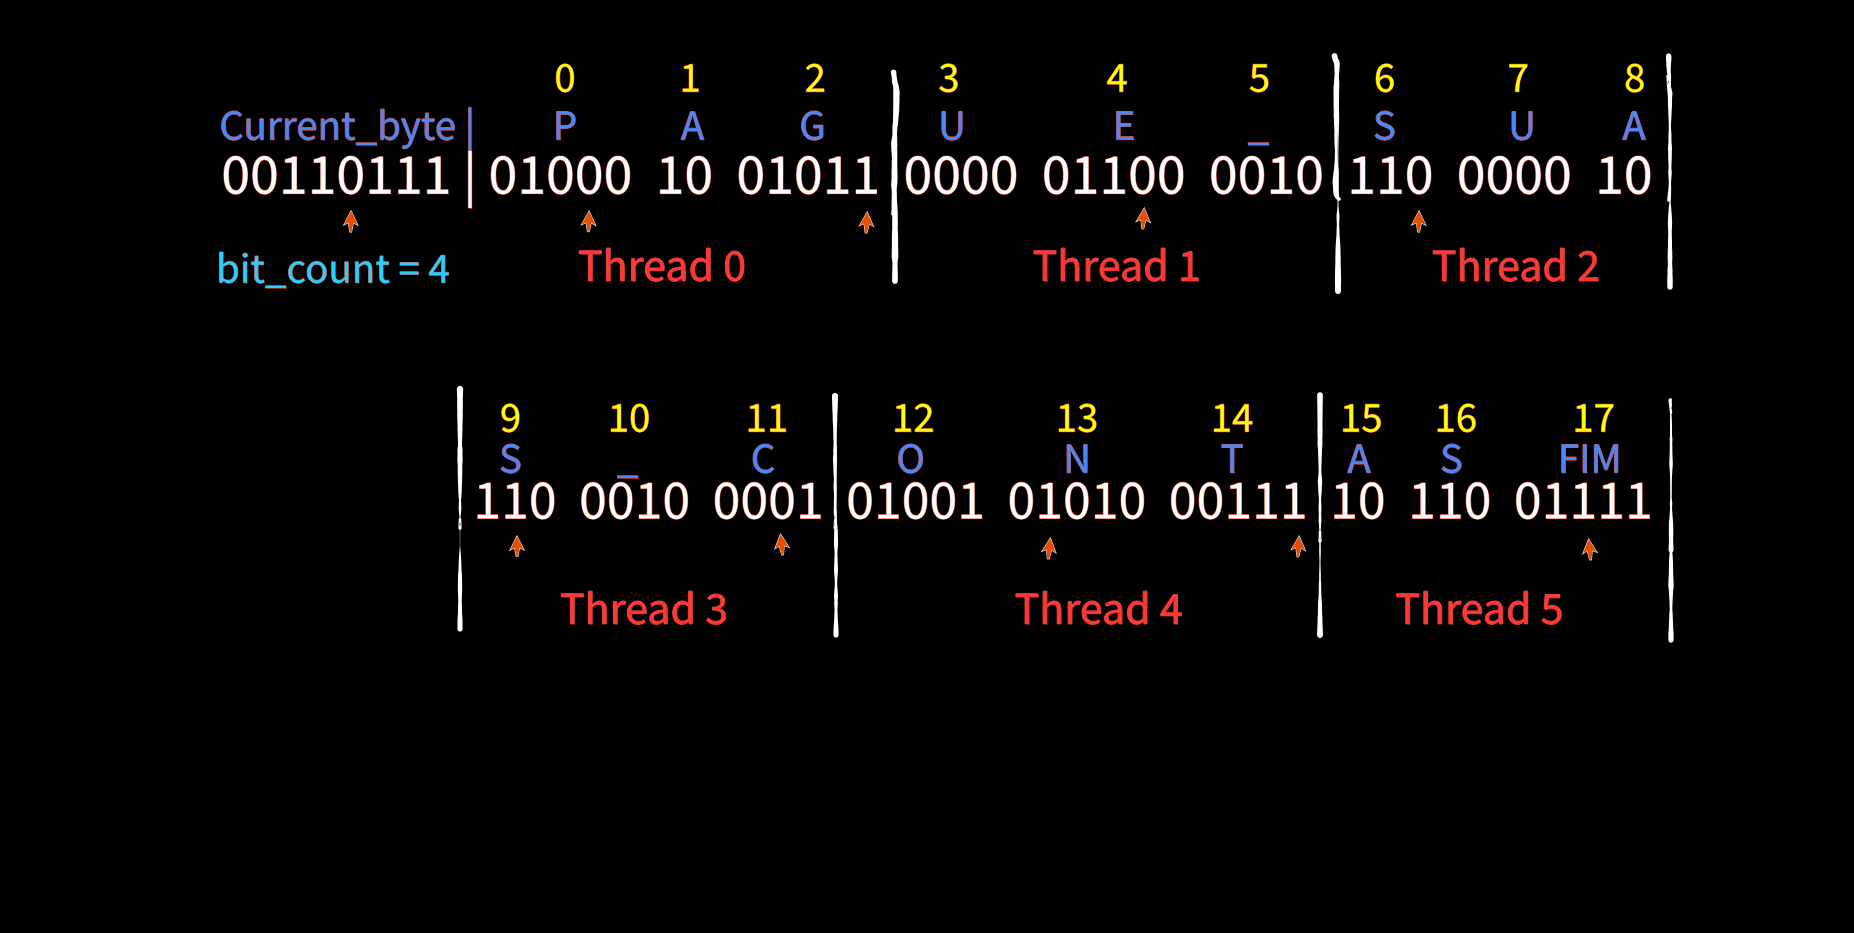 0 1 2 3 4 5 6 7 8
Current_byte| P A G U E _ S U A
00110111| 01000 10 01011 0000 01100 0010 110 0000 10
bit_count = 4 Thread 0 Thread 1 Thread 2
9 10 11 12 13 14 15 16 17
S _ C O N T A S FIM
110 0010 0001 01001 01010 00111 10 110 01111
Thread 3 Thread 4 Thread 5